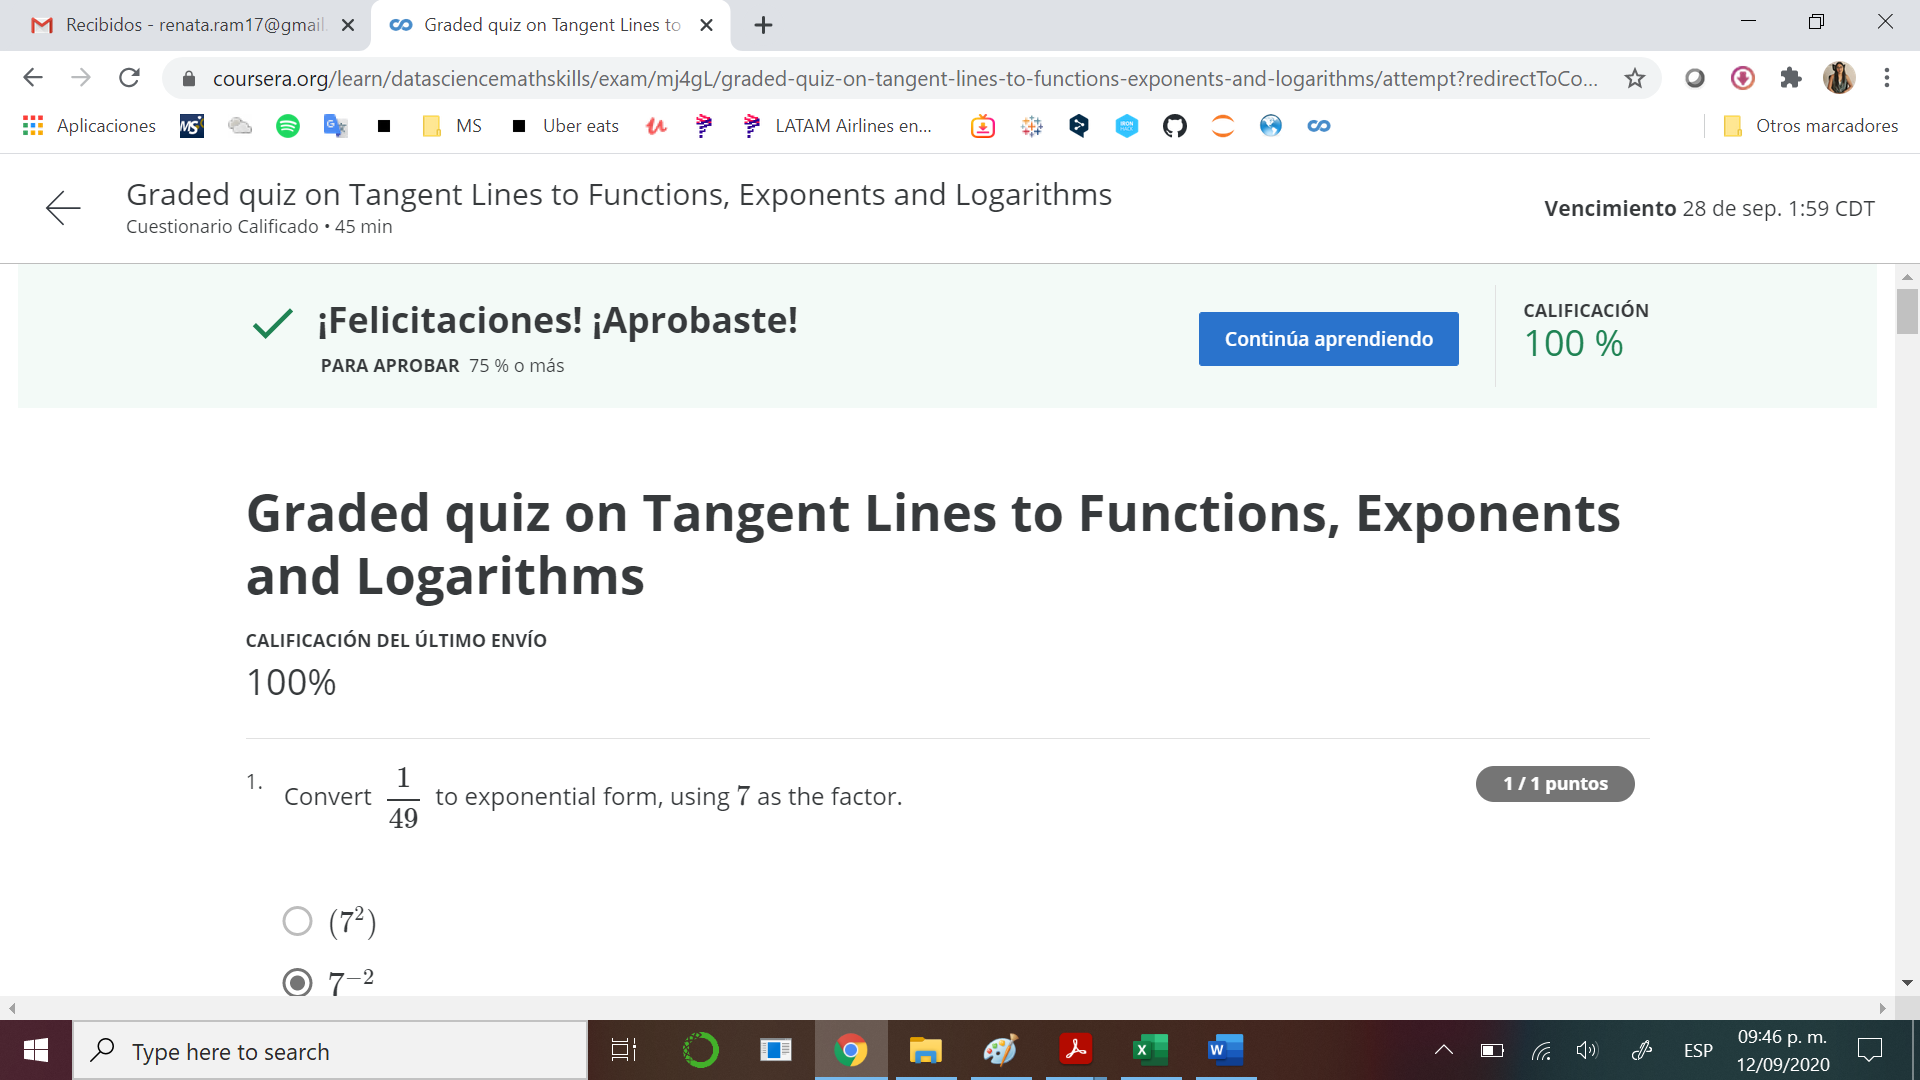 Recibidos - renata.ram17@gmail.
Graded quiz on Tangent Lines to
coursera.org/learn/datasciencemathskills/exam/mj4gL/graded-quiz-on-tangent-lines-to-functions-exponents-and-logarithms/attempt?redirectToCo...
Aplicaciones MS Uber eats LATAM Airlines en... Otros marcadores
Graded quiz on Tangent Lines to Functions, Exponents and Logarithms
Cuestionario Calificado • 45 min
Vencimiento 28 de sep. 1:59 CDT
¡Felicitaciones! ¡Aprobaste!
PARA APROBAR 75 % o más
Continúa aprendiendo
CALIFICACIÓN
100 %
Graded quiz on Tangent Lines to Functions, Exponents
and Logarithms
CALIFICACIÓN DEL ÚLTIMO ENVÍO
100%
1. Convert 1/49 to exponential form, using 7 as the factor.
1 / 1 puntos
(7²)
7⁻²
Type here to search
ESP
09:46 p. m.
12/09/2020